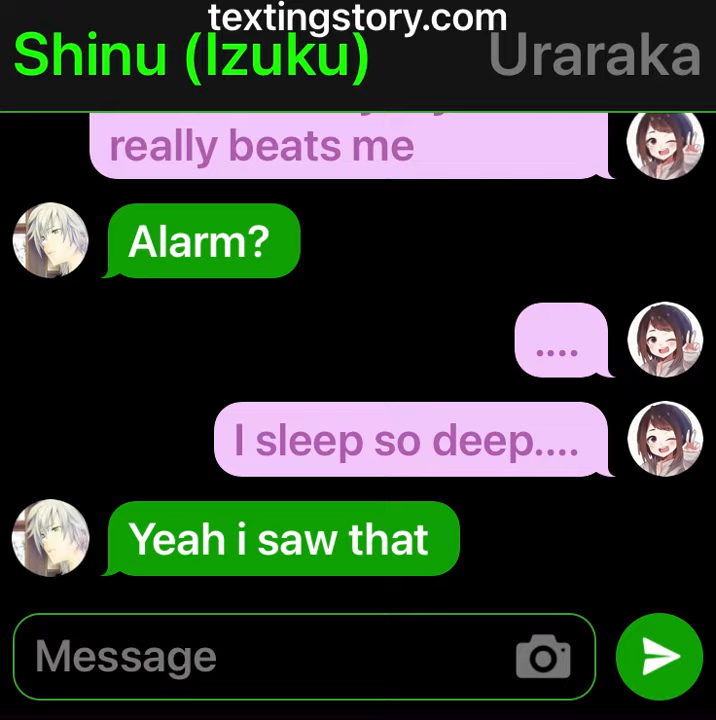 textingstory.com
Shinu (Izuku)
Uraraka
really beats me
Alarm?
....
I sleep so deep....
Yeah i saw that
Message